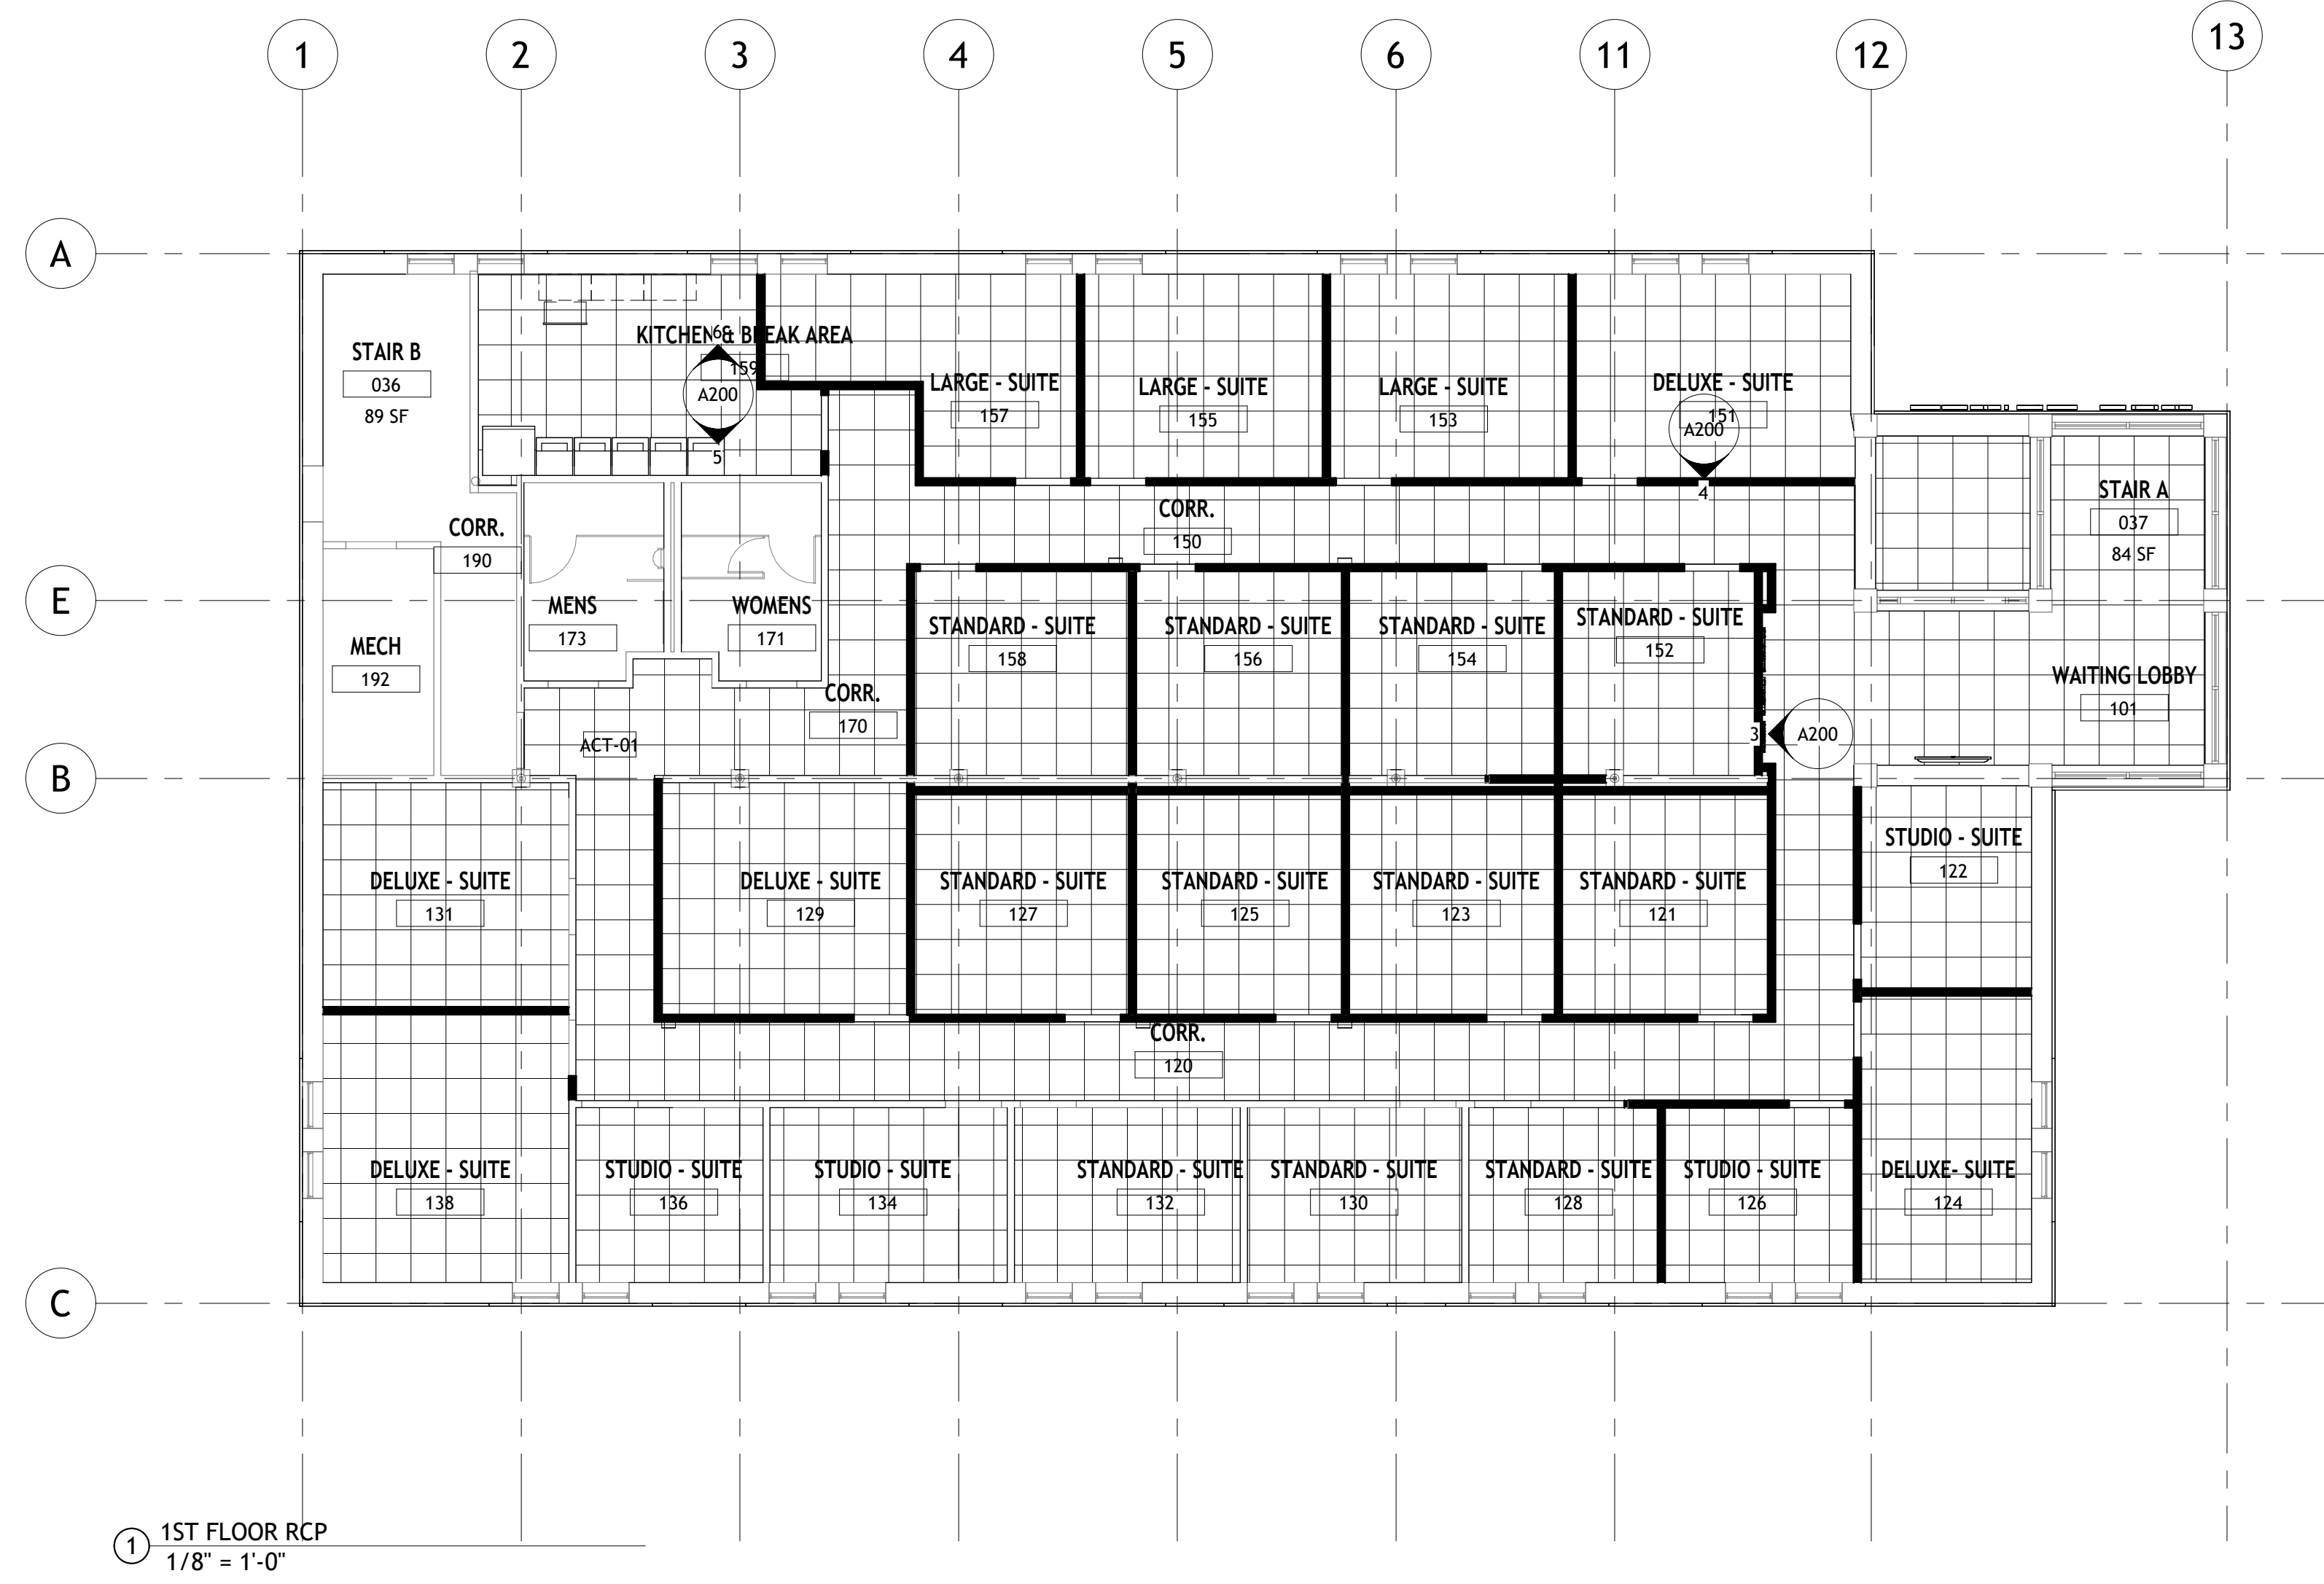 1
2
3
4
5
6
11
12
13
A
E
B
C
STAIR B
036
89 SF
KITCHEN & BREAK AREA
159
6
A200
5
LARGE - SUITE
157
LARGE - SUITE
155
LARGE - SUITE
153
DELUXE - SUITE
151
A200
4
STAIR A
037
84 SF
CORR.
190
CORR.
150
MENS
173
WOMENS
171
MECH
192
STANDARD - SUITE
158
STANDARD - SUITE
156
STANDARD - SUITE
154
STANDARD - SUITE
152
WAITING LOBBY
101
CORR.
170
ACT-01
3
A200
DELUXE - SUITE
131
DELUXE - SUITE
129
STANDARD - SUITE
127
STANDARD - SUITE
125
STANDARD - SUITE
123
STANDARD - SUITE
121
STUDIO - SUITE
122
CORR.
120
DELUXE - SUITE
138
STUDIO - SUITE
136
STUDIO - SUITE
134
STANDARD - SUITE
132
STANDARD - SUITE
130
STANDARD - SUITE
128
STUDIO - SUITE
126
DELUXE- SUITE
124
1
1ST FLOOR RCP
1/8" = 1'-0"